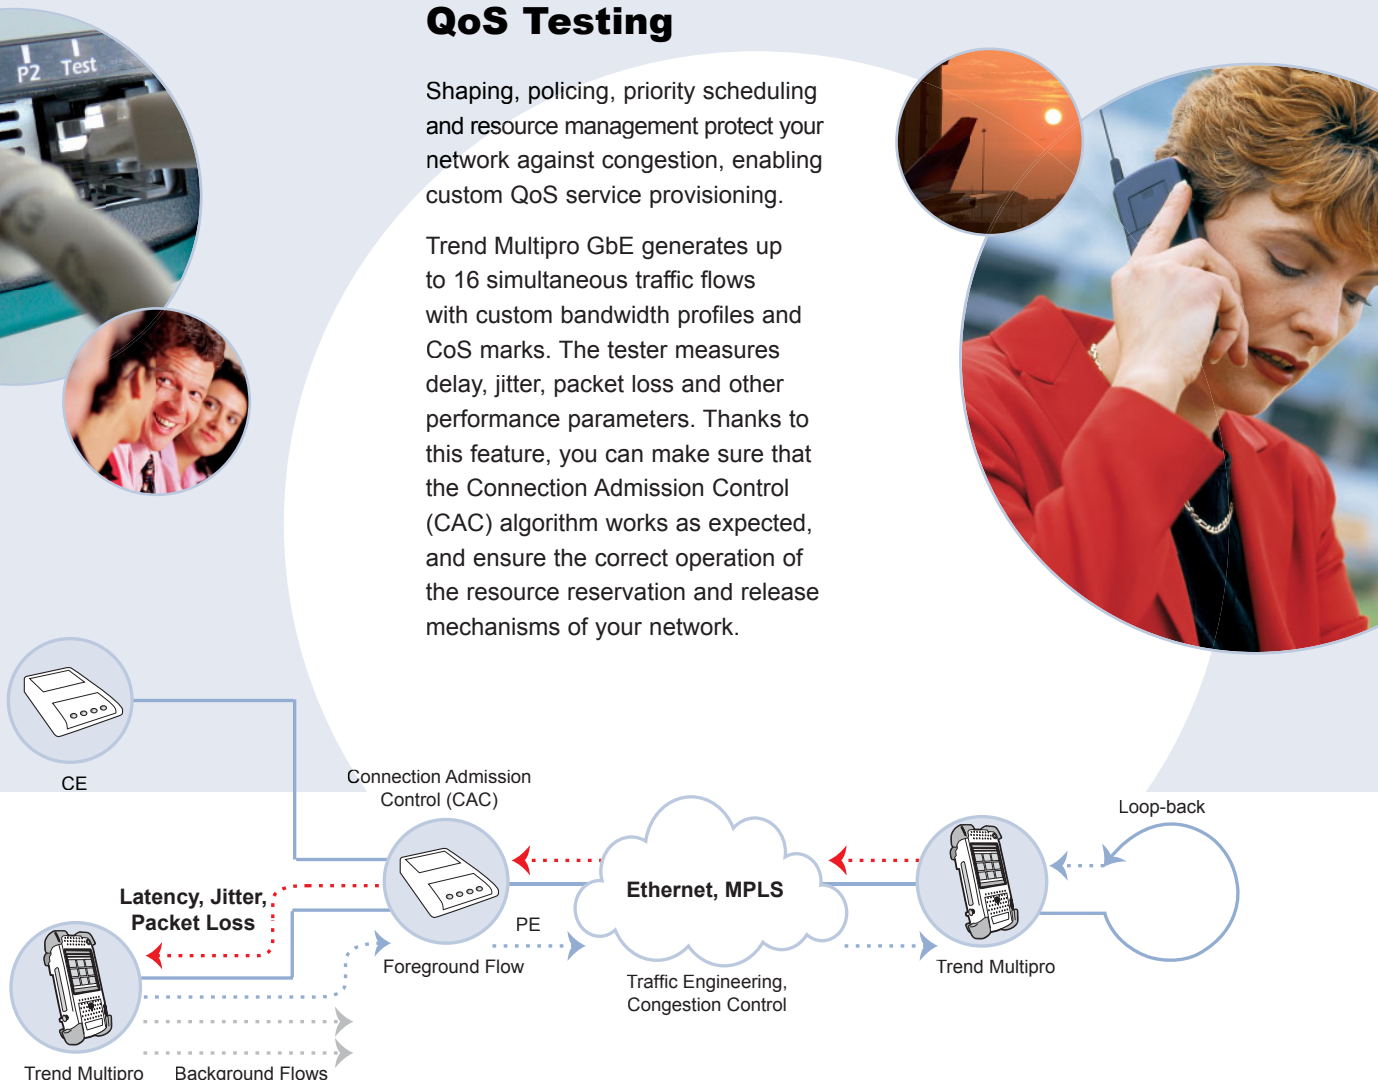 QoS Testing
P2 Test
Shaping, policing, priority scheduling
and resource management protect your
network against congestion, enabling
custom QoS service provisioning.
Trend Multipro GbE generates up
to 16 simultaneous traffic flows
with custom bandwidth profiles and
CoS marks. The tester measures
delay, jitter, packet loss and other
performance parameters. Thanks to
this feature, you can make sure that
the Connection Admission Control
(CAC) algorithm works as expected,
and ensure the correct operation of
the resource reservation and release
mechanisms of your network.
CE
Connection Admission
Control (CAC)
Loop-back
Latency, Jitter,
Packet Loss
Ethernet, MPLS
PE
Foreground Flow
Traffic Engineering,
Congestion Control
Trend Multipro
Trend Multipro
Background Flows